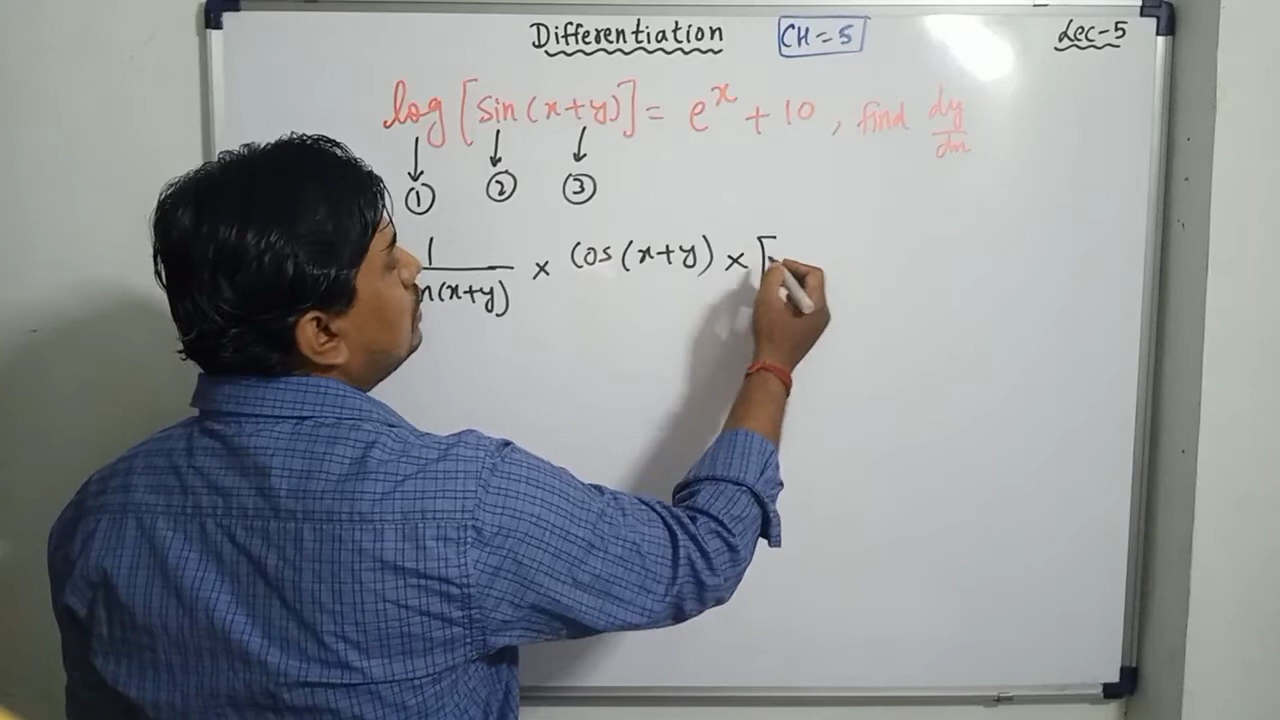 Differentiation CH=5 Lec-5
log [sin(x+y)] = e^x + 10, find dy/dx
① ② ③
1/n(x+y) × cos(x+y) × [